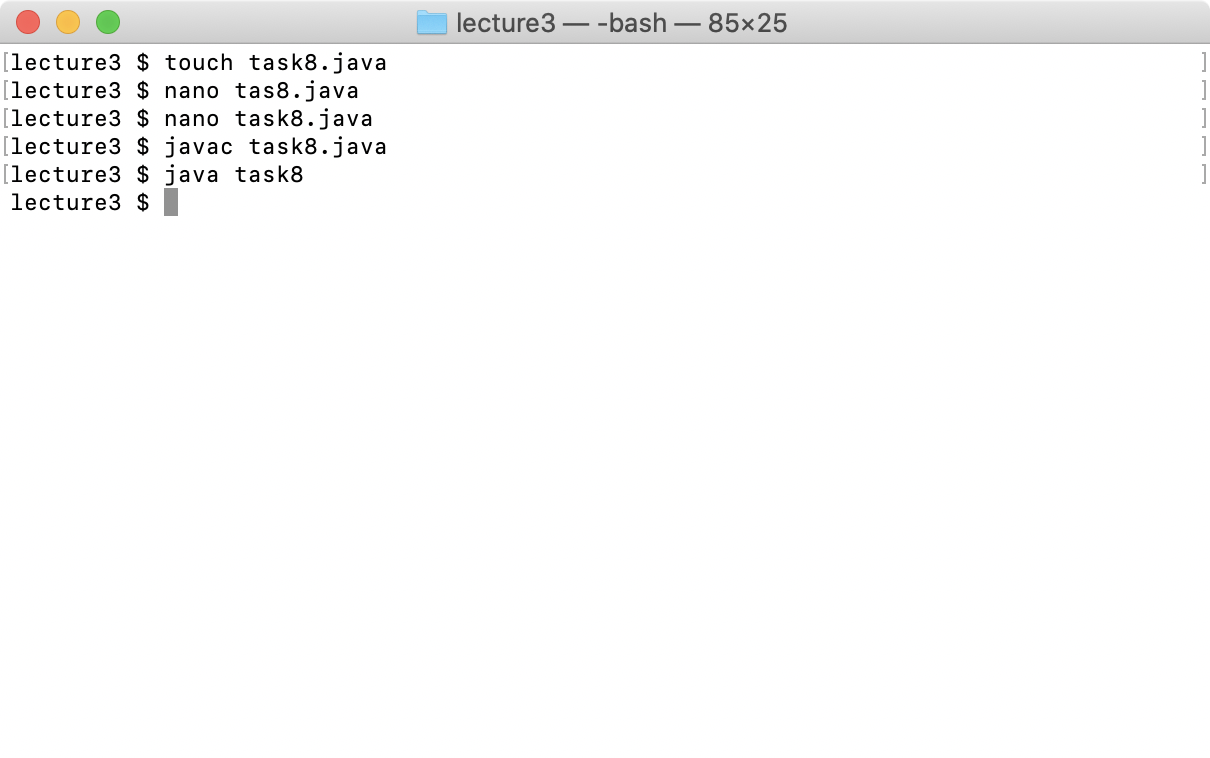 lecture3 — -bash — 85×25
[lecture3 $ touch task8.java ]
[lecture3 $ nano tas8.java ]
[lecture3 $ nano task8.java ]
[lecture3 $ javac task8.java ]
[lecture3 $ java task8 ]
lecture3 $